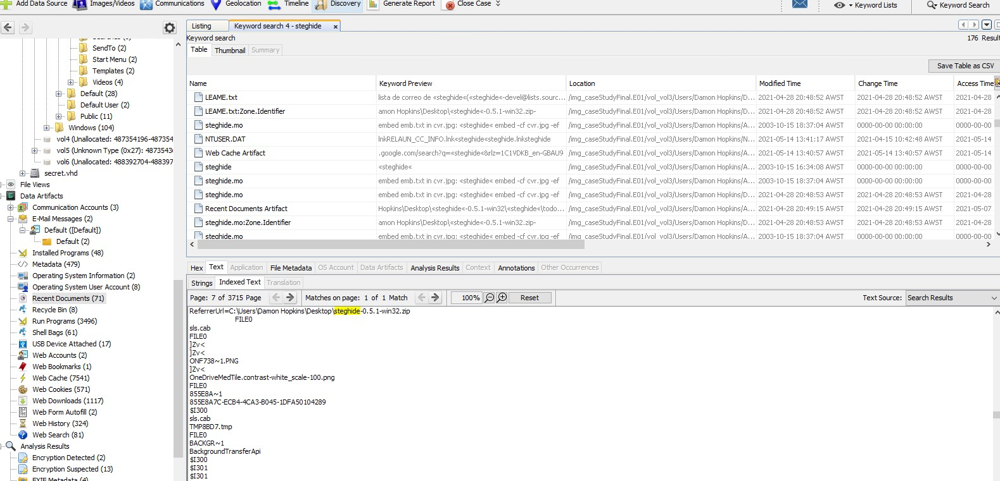 Add Data Source Images/Videos Communications Geolocation Timeline Discovery Generate Report Close Case Keyword Lists Keyword Search
Listing Keyword search 4 - steghide x
Keyword search 176 Result
Table Thumbnail Summary
Save Table as CSV
SendTo (2)
Start Menu (2)
Templates (2)
Videos (4)
Default (28)
Default User (2)
Public (11)
Windows (104)
vol4 (Unallocated: 487354196-487354
vol5 (Unknown Type (0x27): 4873543
vol6 (Unallocated: 488392704-488397
secret.vhd
File Views
Data Artifacts
Communication Accounts (3)
E-Mail Messages (2)
Default ([Default])
Default (2)
Installed Programs (48)
Metadata (479)
Operating System Information (2)
Operating System User Account (8)
Recent Documents (71)
Recycle Bin (8)
Run Programs (3496)
Shell Bags (61)
USB Device Attached (17)
Web Accounts (2)
Web Bookmarks (1)
Web Cache (7541)
Web Cookies (571)
Web Downloads (1117)
Web Form Autofill (2)
Web History (324)
Web Search (81)
Analysis Results
Encryption Detected (2)
Encryption Suspected (13)
EXIF Metadata (4)
Name Keyword Preview Location Modified Time Change Time Access Time
LEAME.txt lista de correo de «steghide«(«steghide«-devel@lists.sourc... /img_caseStudyFinal.E01/vol_vol3/Users/Damon Hopkins/D... 2021-04-28 20:48:52 AWST 2021-04-28 20:48:52 AWST 2021-04-28
LEAME.txt:Zone.Identifier amon Hopkins\Desktop\«steghide«-0.5.1-win32.zip- /img_caseStudyFinal.E01/vol_vol3/Users/Damon Hopkins/D... 2021-04-28 20:48:52 AWST 2021-04-28 20:48:52 AWST 2021-04-28
steghide.mo embed emb.txt in cvr.jpg: «steghide« embed -cf cvr.jpg -ef /img_caseStudyFinal.E01/vol_vol3/Users/Damon Hopkins/A... 2003-10-15 18:37:04 AWST 0000-00-00 00:00:00 0000-00-00
NTUSER.DAT lnkRELAUN_CC_INFO.lnk«steghide«steghide.lnksteghide /img_caseStudyFinal.E01/vol_vol3/Users/Damon Hopkins/N... 2021-05-14 13:41:17 AWST 2021-04-15 10:42:48 AWST 2021-05-14
Web Cache Artifact .google.com/search?q=«steghide«&rlz=1C1VDKB_en-GBAU9 /img_caseStudyFinal.E01/vol_vol3/Users/Damon Hopkins/A... 2021-05-14 13:40:57 AWST 2021-05-14 13:40:57 AWST 2021-05-14
steghide «steghide« /img_caseStudyFinal.E01/vol_vol3/Users/Damon Hopkins/A... 2003-10-15 16:34:08 AWST 0000-00-00 00:00:00 0000-00-00
steghide.mo embed emb.txt in cvr.jpg: «steghide« embed -cf cvr.jpg -ef /img_caseStudyFinal.E01/vol_vol3/Users/Damon Hopkins/A... 2003-10-15 18:37:04 AWST 0000-00-00 00:00:00 0000-00-00
steghide.mo embed emb.txt in cvr.jpg: «steghide« embed -cf cvr.jpg -ef /img_caseStudyFinal.E01/vol_vol3/Users/Damon Hopkins/D... 2021-04-28 20:48:53 AWST 2021-04-28 20:48:53 AWST 2021-04-28
Recent Documents Artifact Hopkins\Desktop\«steghide«-0.5.1-win32\«steghide«\todo... /img_caseStudyFinal.E01/vol_vol3/Users/Damon Hopkins/A... 2021-04-28 20:49:15 AWST 2021-04-28 20:49:15 AWST 2021-05-07
steghide.mo:Zone.Identifier amon Hopkins\Desktop\«steghide«-0.5.1-win32.zip- /img_caseStudyFinal.E01/vol_vol3/Users/Damon Hopkins/D... 2021-04-28 20:48:53 AWST 2021-04-28 20:48:53 AWST 2021-04-28
steghide.mo embed emb.txt in cvr.jpg: «steghide« embed -cf cvr.jpg -ef /img_caseStudyFinal.E01/vol_vol3/Users/Damon Hopkins/A... 2003-10-15 18:37:04 AWST 0000-00-00 00:00:00 0000-00-00
Hex Text Application File Metadata OS Account Data Artifacts Analysis Results Context Annotations Other Occurrences
Strings Indexed Text Translation
Page: 7 of 3715 Page Matches on page: 1 of 1 Match 100% Reset Text Source: Search Results
ReferrerUrl=C:\Users\Damon Hopkins\Desktop\steghide-0.5.1-win32.zip
FILE0
sls.cab
FILE0
]Zv<
]Zv<
ONF738~1.PNG
]Zv<
OneDriveMedTile.contrast-white_scale-100.png
FILE0
855E8A~1
855E8A7C-ECB4-4CA3-B045-1DFA50104289
$I300
sls.cab
TMP8BD7.tmp
FILE0
BACKGR~1
BackgroundTransferApi
$I300
$I301
$I301